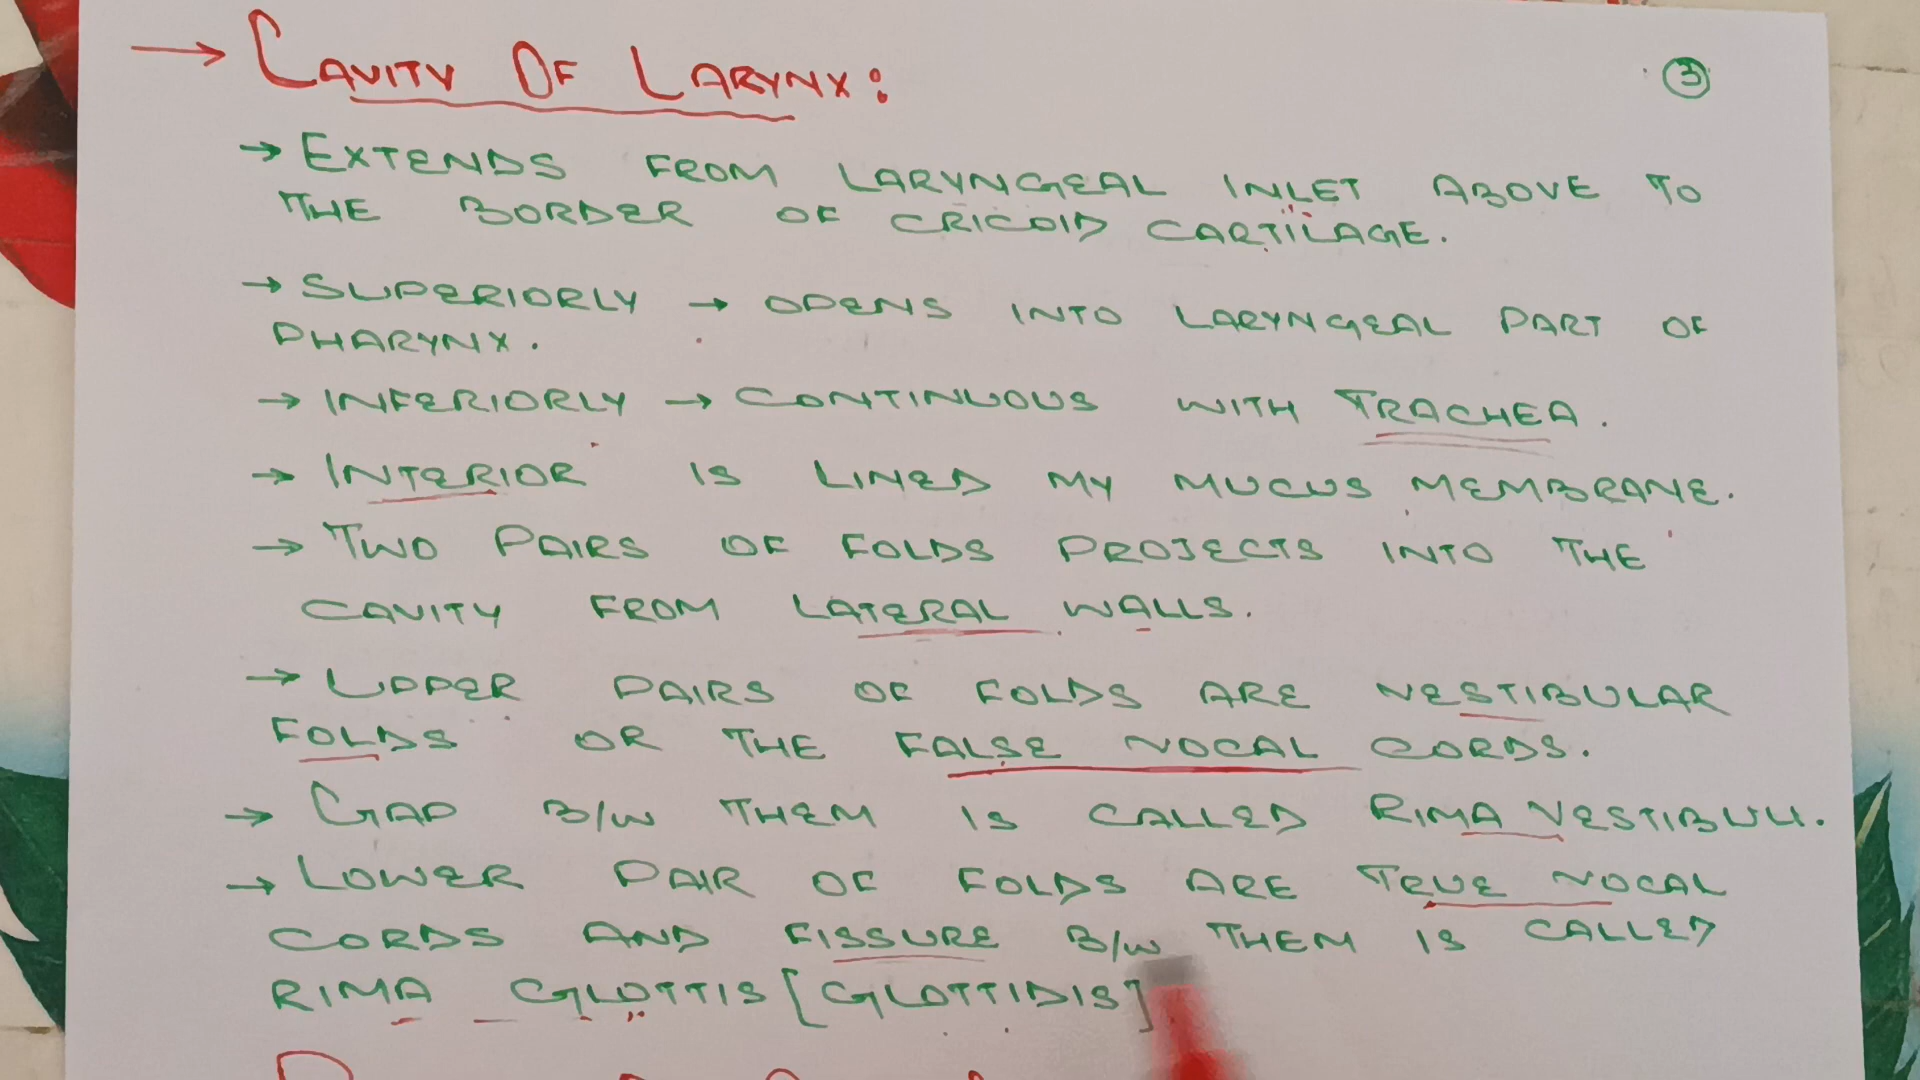 → CAVITY OF LARYNX:
3
→ EXTENDS FROM LARYNGEAL INLET ABOVE TO
THE BORDER OF CRICOID CARTILAGE.
→ SUPERIORLY → OPENS INTO LARYNGEAL PART OF
PHARYNX.
→ INFERIORLY → CONTINUOUS WITH TRACHEA.
→ INTERIOR IS LINED MY MUCUS MEMBRANE.
→ TWO PAIRS OF FOLDS PROJECTS INTO THE
CAVITY FROM LATERAL WALLS.
→ UPPER PAIRS OF FOLDS ARE VESTIBULAR
FOLDS OR THE FALSE VOCAL CORDS.
→ GAP B/W THEM IS CALLED RIMA VESTIBULI.
→ LOWER PAIR OF FOLDS ARE TRUE VOCAL
CORDS AND FISSURE B/W THEM IS CALLED
RIMA GLOTTIS [GLOTTIDIS]